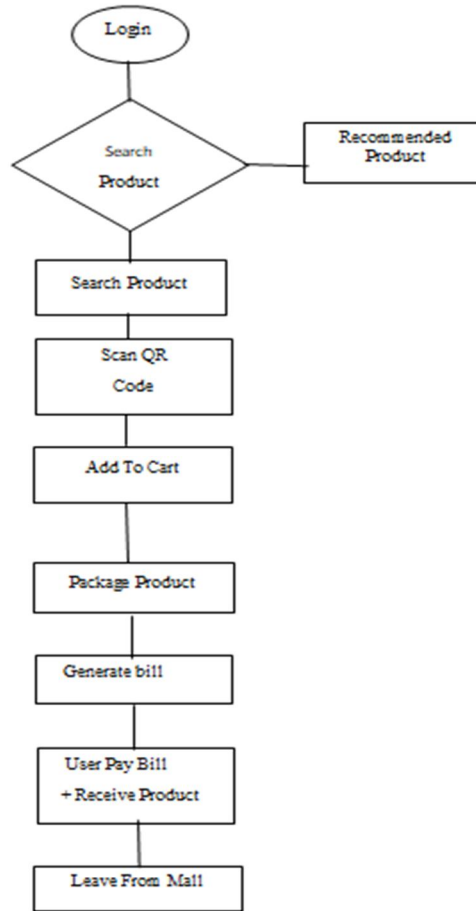 Login
Search
Product
Recommended
Product
Search Product
Scan QR
Code
Add To Cart
Package Product
Generate bill
User Pay Bill
+ Receive Product
Leave From Mall